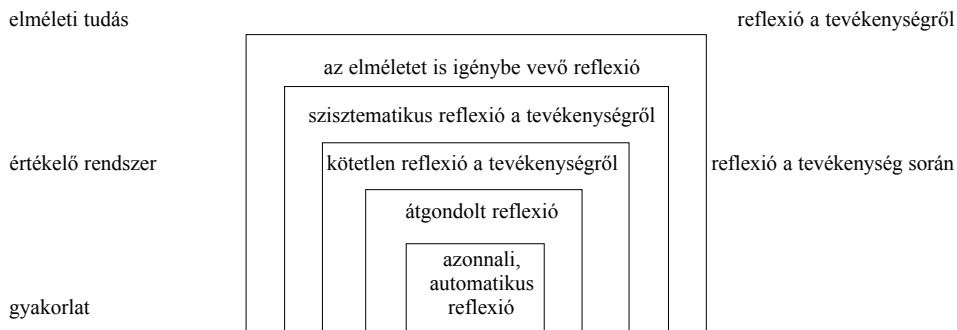 elméleti tudás
reflexió a tevékenységről
az elméletet is igénybe vevő reflexió
szisztematikus reflexió a tevékenységről
értékelő rendszer
kötetlen reflexió a tevékenységről
reflexió a tevékenység során
átgondolt reflexió
azonnali,
automatikus
reflexió
gyakorlat